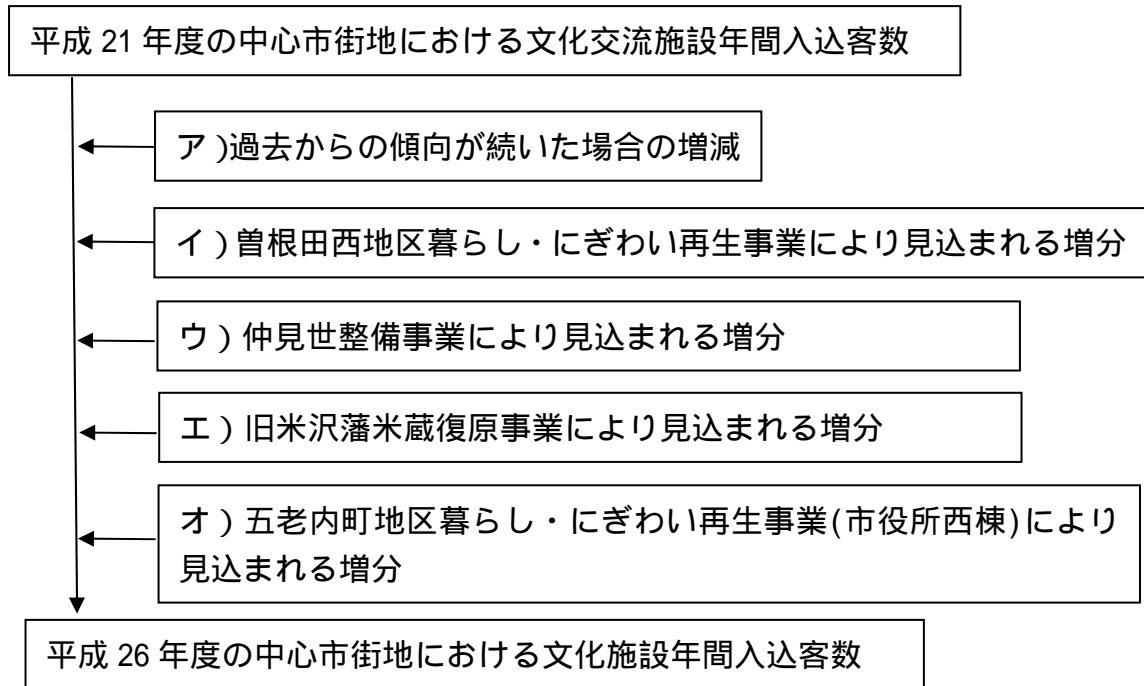 平成 21 年度の中心市街地における文化交流施設年間入込客数
ア)過去からの傾向が続いた場合の増減
イ)曽根田西地区暮らし・にぎわい再生事業により見込まれる増分
ウ)仲見世整備事業により見込まれる増分
エ)旧米沢藩米蔵復原事業により見込まれる増分
オ)五老内町地区暮らし・にぎわい再生事業(市役所西棟)により
見込まれる増分
平成 26 年度の中心市街地における文化施設年間入込客数